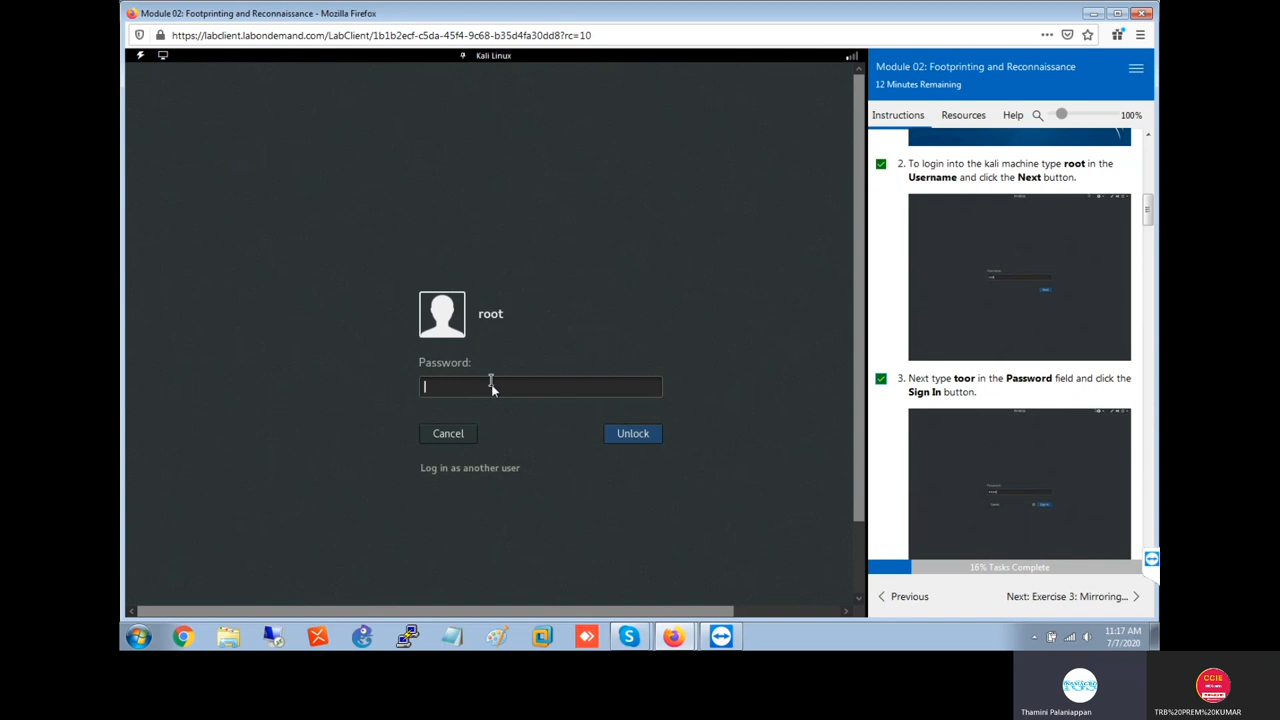 Module 02: Footprinting and Reconnaissance - Mozilla Firefox
https://labclient.labondemand.com/LabClient/1b1b2ecf-c5da-45f4-9c68-b35d4fa30dd8?rc=10
Kali Linux
root
Password:
Cancel
Unlock
Log in as another user
Module 02: Footprinting and Reconnaissance
12 Minutes Remaining
Instructions
Resources
Help
100%
2. To login into the kali machine type root in the
Username and click the Next button.
3. Next type toor in the Password field and click the
Sign In button.
16% Tasks Complete
Previous
Next: Exercise 3: Mirroring...
11:17 AM
7/7/2020
CCIE
Thamini Palaniappan
TRB%20PREM%20KUMAR